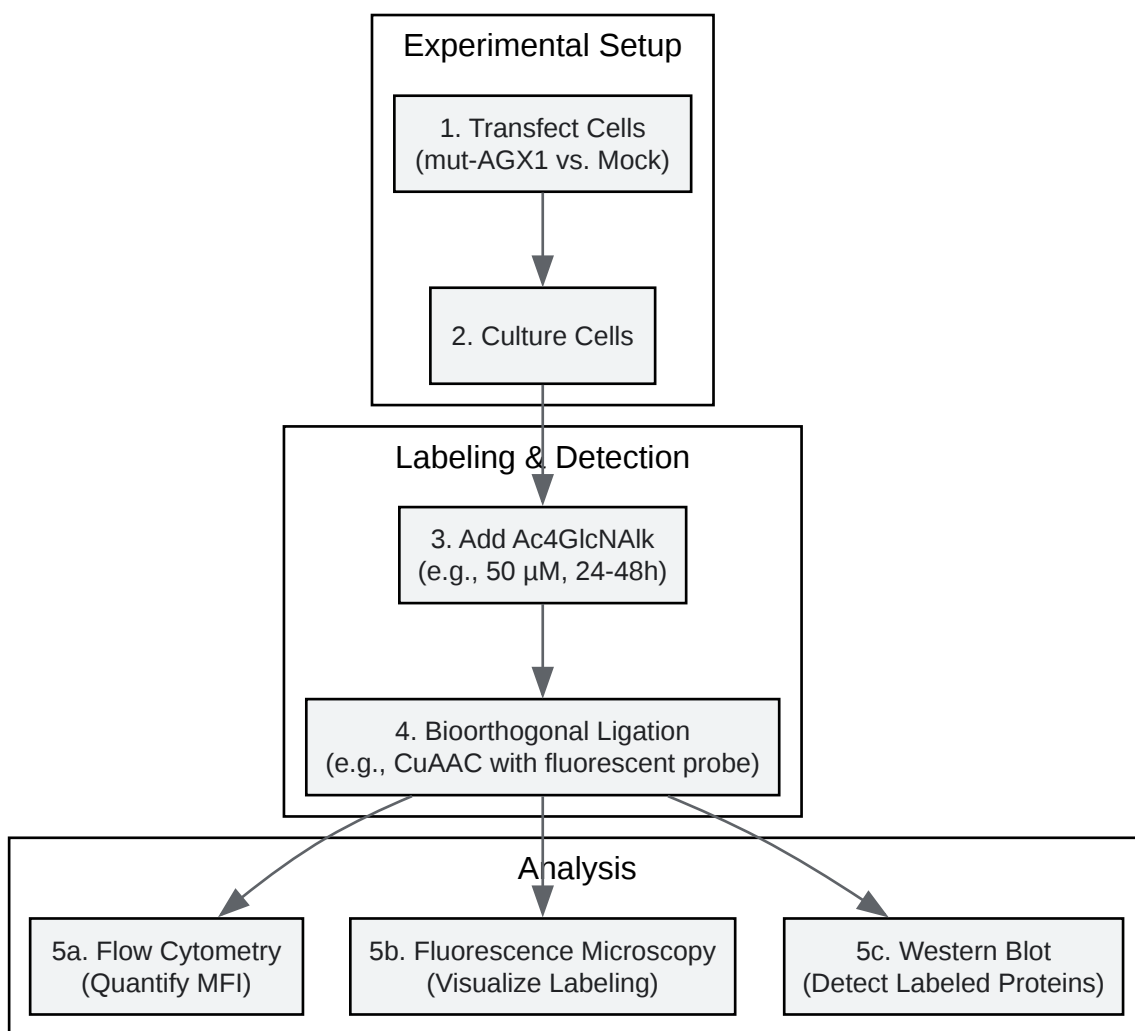 Experimental Setup
1. Transfect Cells
(mut-AGX1 vs. Mock)
2. Culture Cells
Labeling & Detection
3. Add Ac4GlcNAlk
(e.g., 50 µM, 24-48h)
4. Bioorthogonal Ligation
(e.g., CuAAC with fluorescent probe)
Analysis
5a. Flow Cytometry
(Quantify MFI)
5b. Fluorescence Microscopy
(Visualize Labeling)
5c. Western Blot
(Detect Labeled Proteins)